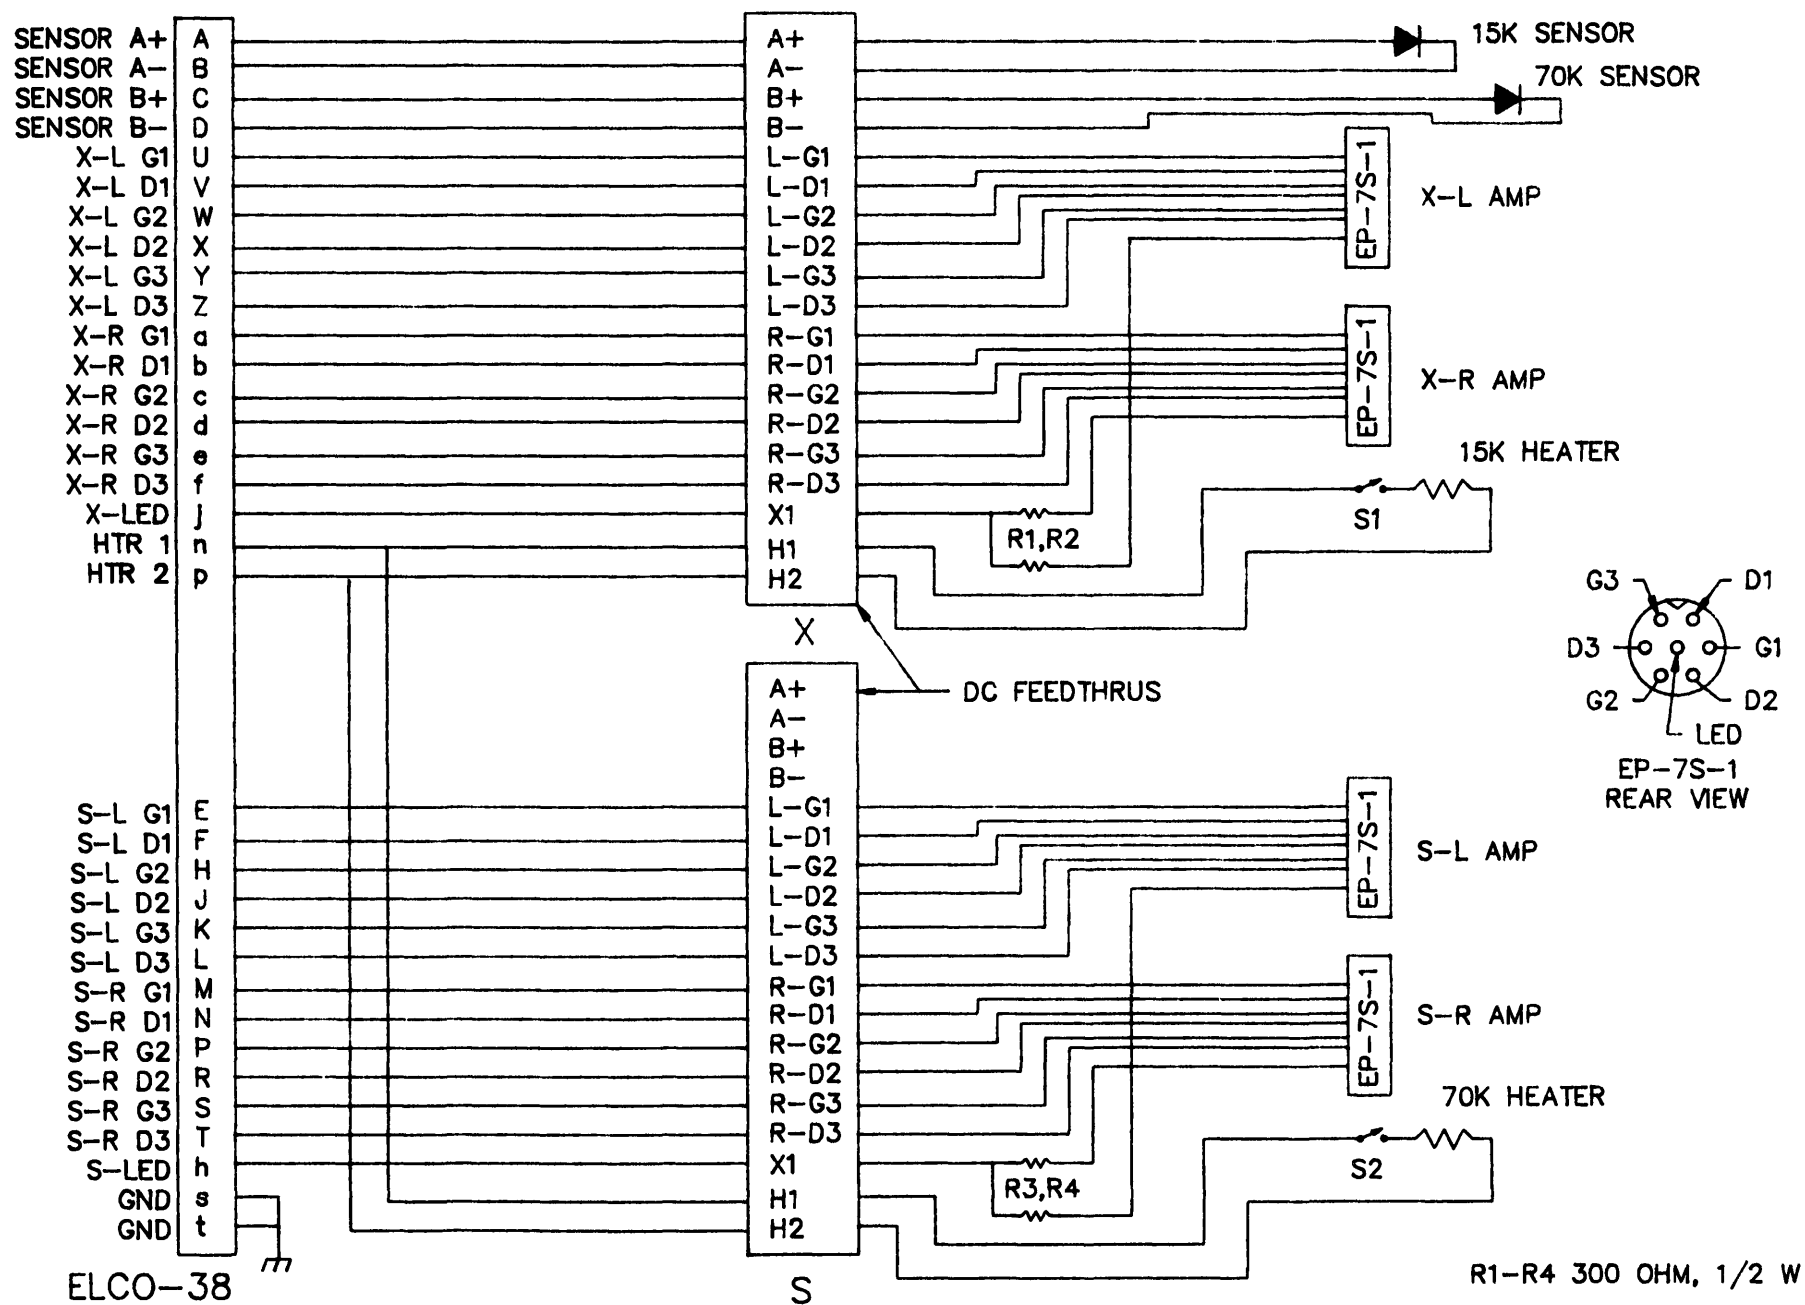 SENSOR A+ A A+ 15K SENSOR
SENSOR A- B A-
SENSOR B+ C B+ 70K SENSOR
SENSOR B- D B-
X-L G1 U L-G1
X-L D1 V L-D1
X-L G2 W L-G2
X-L D2 X L-D2
X-L G3 Y L-G3
X-L D3 Z L-D3
EP-7S-1
X-L AMP
X-R G1 a R-G1
X-R D1 b R-D1
X-R G2 c R-G2
X-R D2 d R-D2
X-R G3 e R-G3
X-R D3 f R-D3
EP-7S-1
X-R AMP
X-LED j X1
HTR 1 n H1
HTR 2 p H2
R1,R2
15K HEATER
S1
X
DC FEEDTHRUS
G3 D1
D3 G1
G2 D2
LED
EP-7S-1
REAR VIEW
A+
A-
B+
B-
S-L G1 E L-G1
S-L D1 F L-D1
S-L G2 H L-G2
S-L D2 J L-D2
S-L G3 K L-G3
S-L D3 L L-D3
EP-7S-1
S-L AMP
S-R G1 M R-G1
S-R D1 N R-D1
S-R G2 P R-G2
S-R D2 R R-D2
S-R G3 S R-G3
S-R D3 T R-D3
EP-7S-1
S-R AMP
S-LED h X1
GND s H1
GND t H2
R3,R4
70K HEATER
S2
ELCO-38
S
R1-R4 300 OHM, 1/2 W